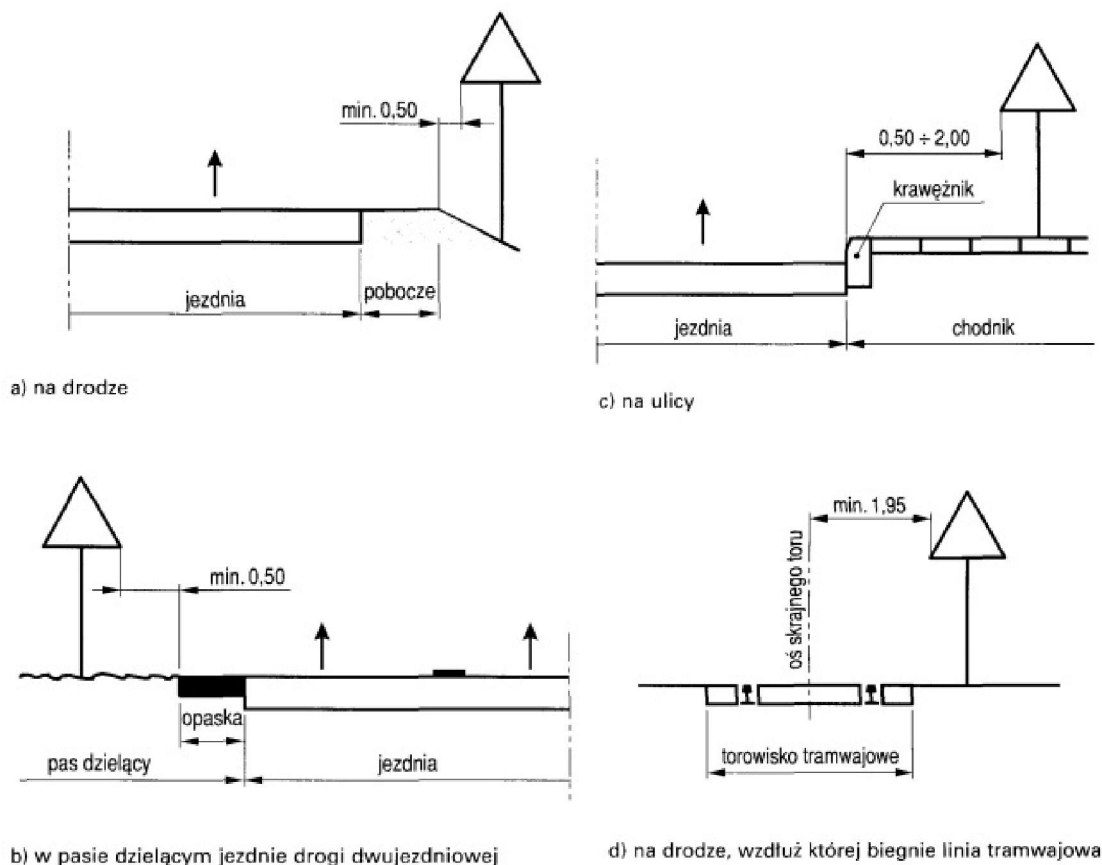 min. 0,50
jezdnia
pobocze
a) na drodze
0,50 ÷ 2,00
krawężnik
jezdnia
chodnik
c) na ulicy
min. 0,50
opaska
pas dzielący
jezdnia
b) w pasie dzielącym jezdnie drogi dwujezdniowej
min. 1,95
oś skrajnego toru
torowisko tramwajowe
d) na drodze, wzdłuż której biegnie linia tramwajowa